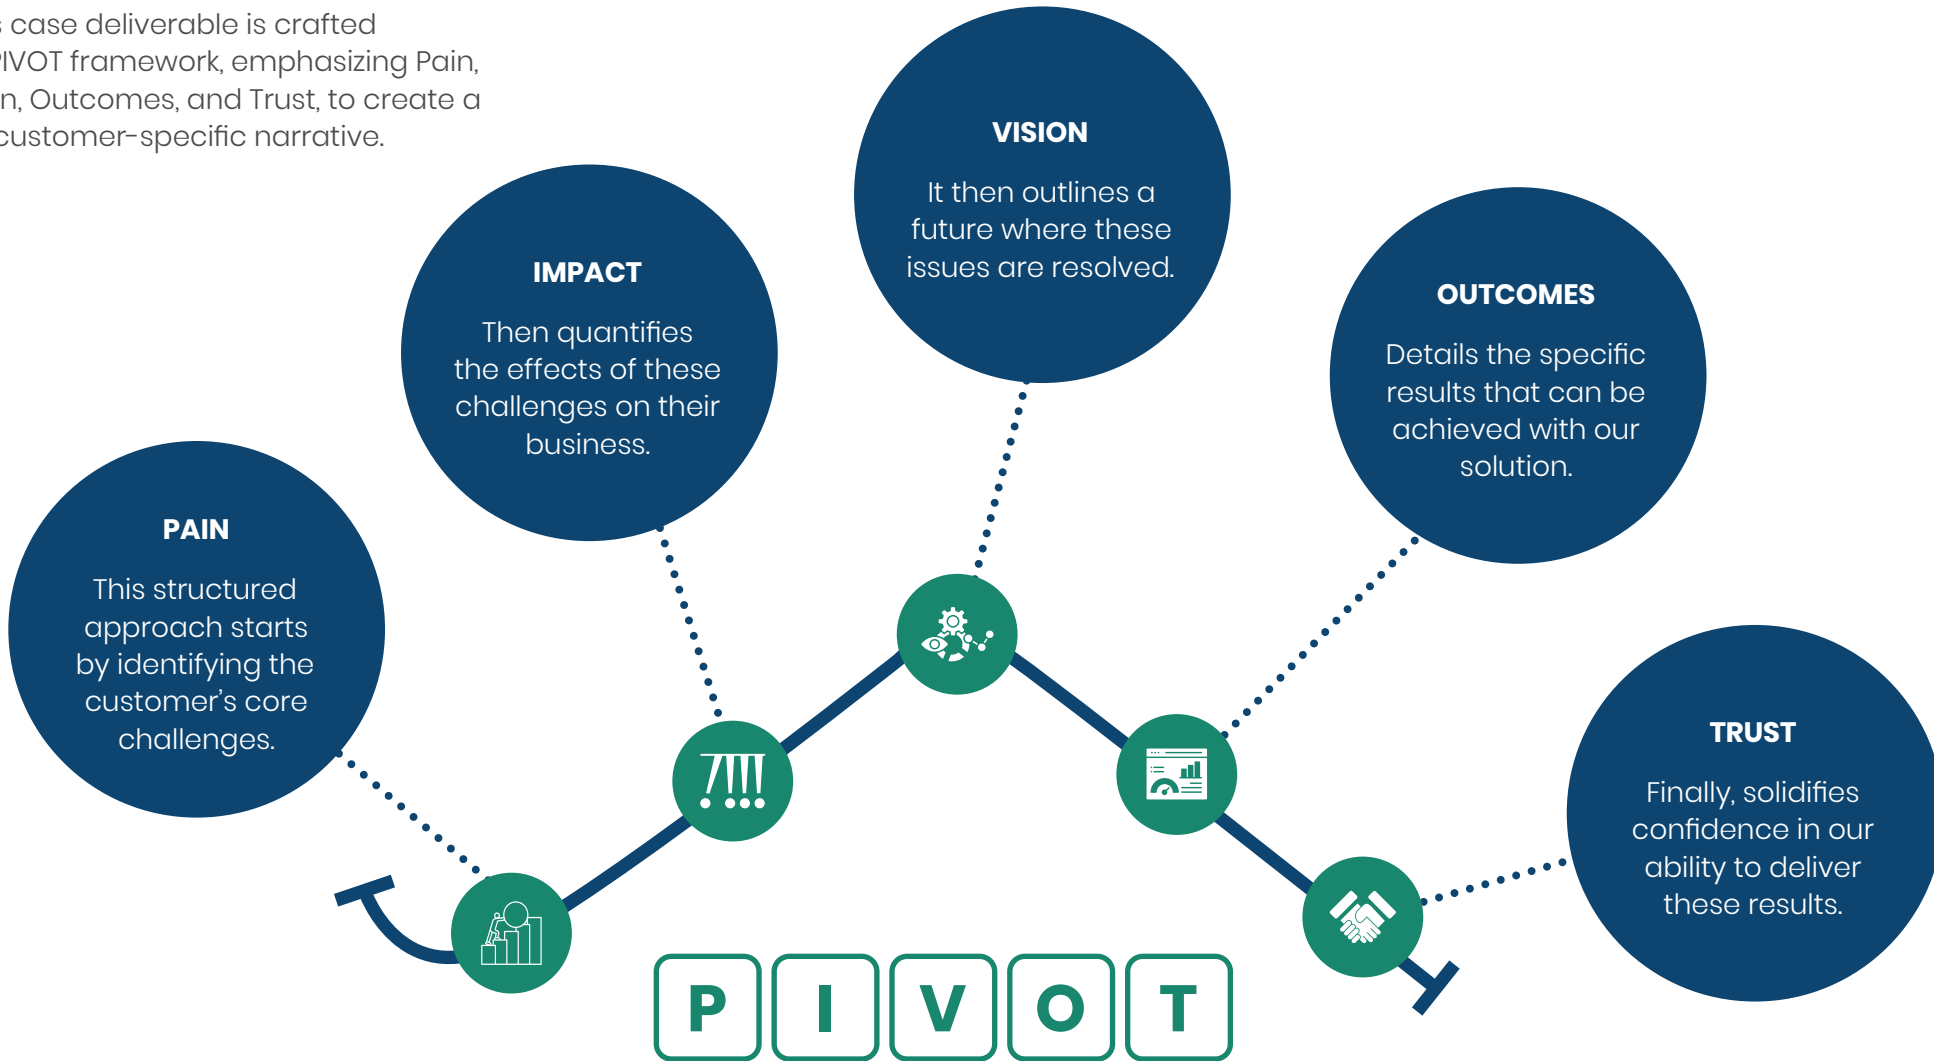 case deliverable is crafted
PIVOT framework, emphasizing Pain,
Outcomes, and Trust, to create a
customer-specific narrative.
VISION
It then outlines a
future where these
issues are resolved.
IMPACT
Then quantifies
the effects of these
challenges on their
business.
OUTCOMES
Details the specific
results that can be
achieved with our
solution.
PAIN
This structured
approach starts
by identifying the
customer's core
challenges.
TRUST
Finally, solidifies
confidence in our
ability to deliver
these results.
P I V O T